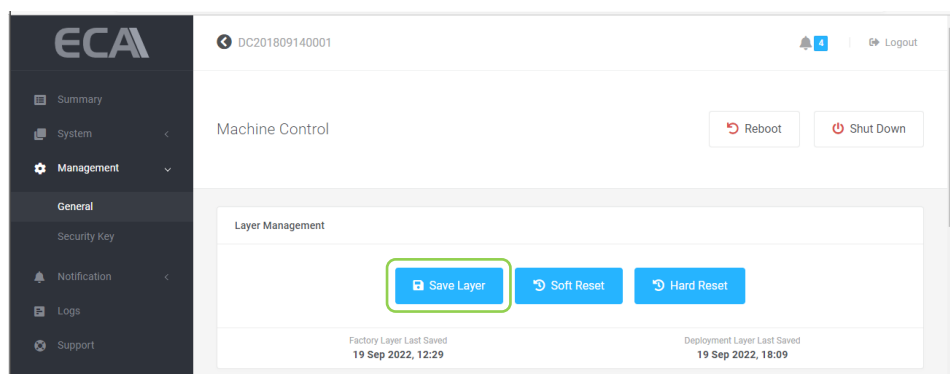 ECA
DC201809140001
4
Logout
Summary
System
Management
General
Security Key
Notification
Logs
Support
Machine Control
Reboot
Shut Down
Layer Management
Save Layer
Soft Reset
Hard Reset
Factory Layer Last Saved
19 Sep 2022, 12:29
Deployment Layer Last Saved
19 Sep 2022, 18:09